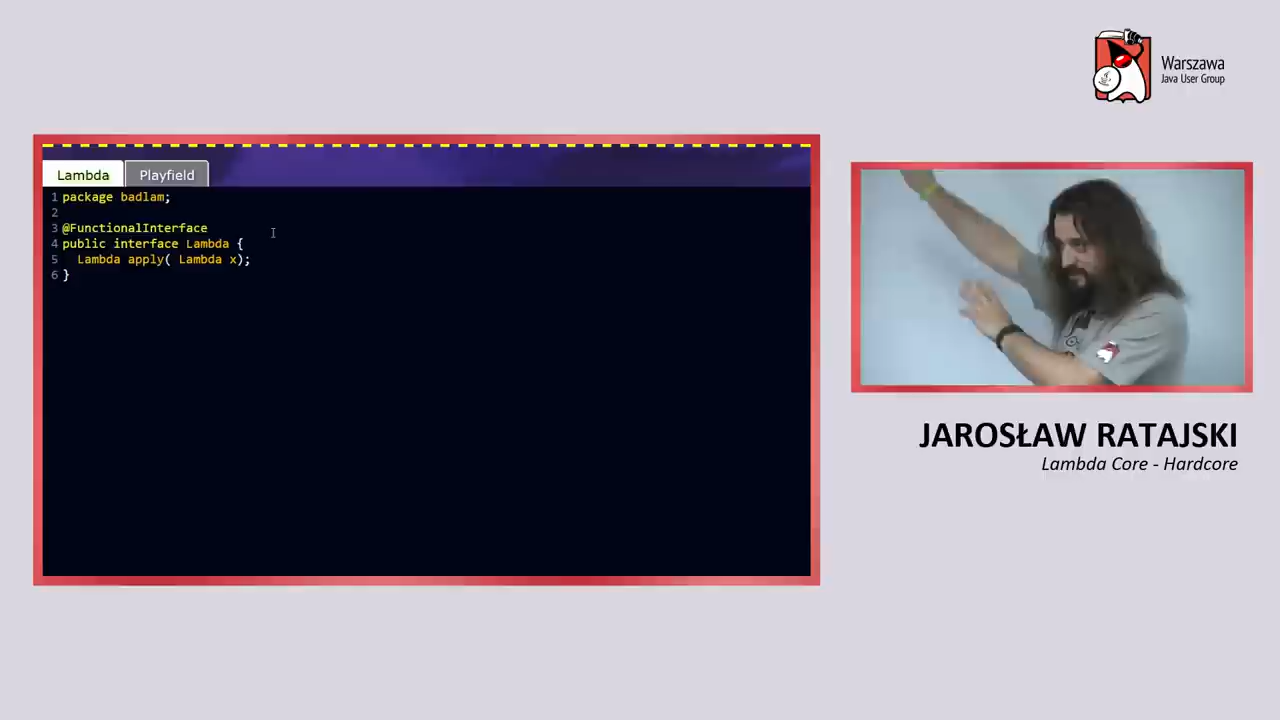 Warszawa
Java User Group
Lambda
Playfield
1 package badlam;
2
3 @FunctionalInterface
4 public interface Lambda {
5   Lambda apply( Lambda x);
6 }
JAROSŁAW RATAJSKI
Lambda Core - Hardcore